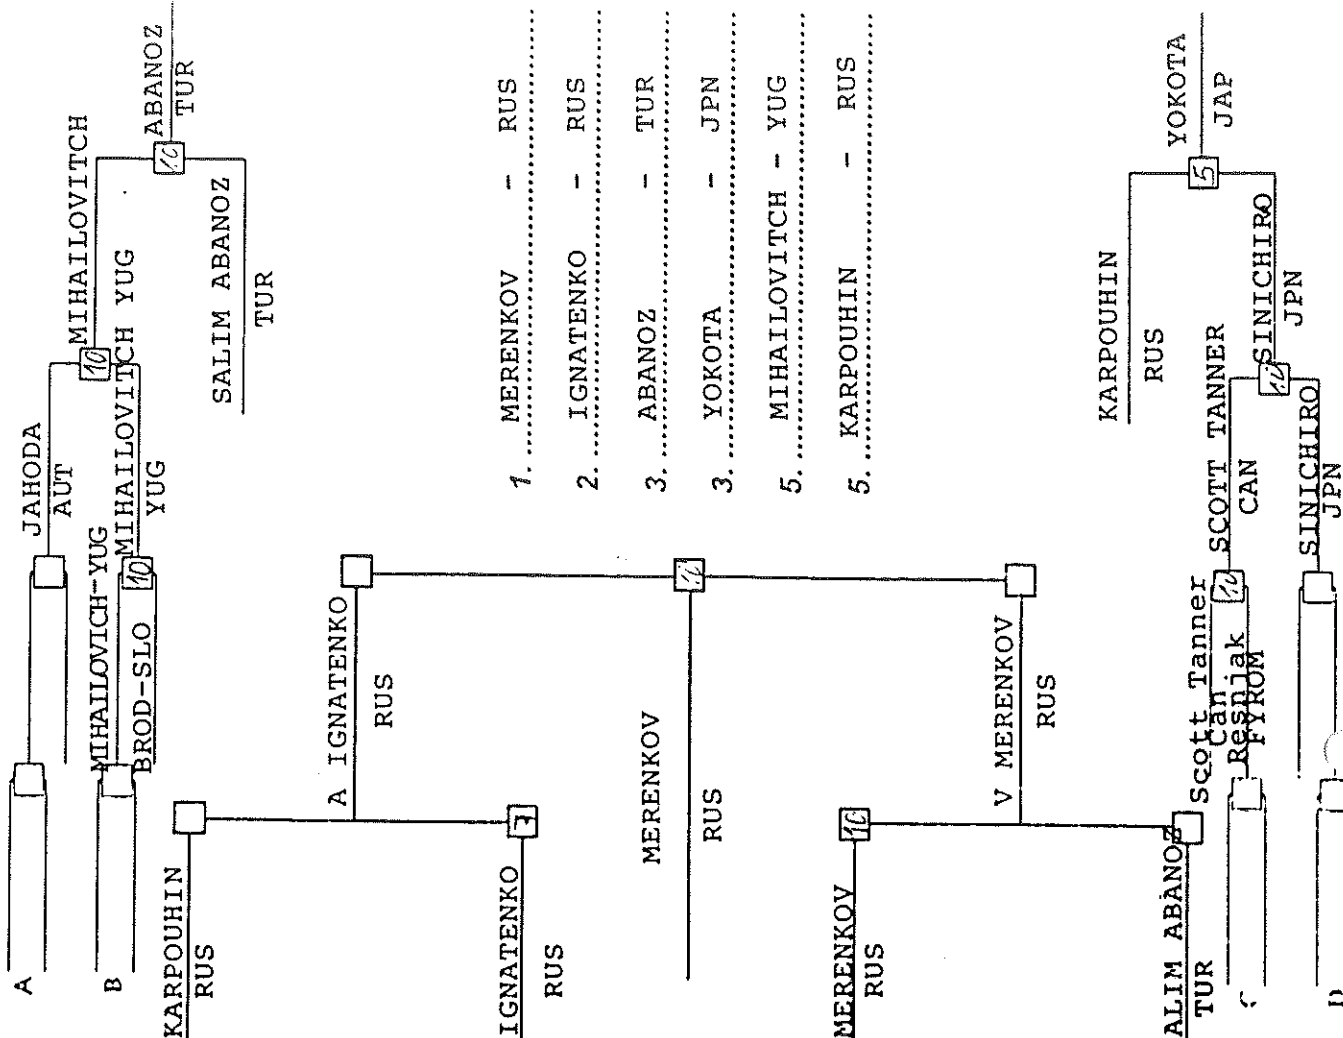 A
JAHODA
AUT
MIHAILOVITCH
10
ABANOZ
TUR
10
B
MIHAILOVICH-YUG
BROD-SLO
10
MIHAILOVITCH YUG
YUG
SALIM ABANOZ
TUR
KARPOUHIN
RUS
A IGNATENKO
RUS
IGNATENKO
RUS
7
MERENKOV
RUS
MERENKOV
RUS
10
V MERENKOV
RUS
ALIM ABANOZ
TUR
1. MERENKOV - RUS
2. IGNATENKO - RUS
3. ABANOZ - TUR
3. YOKOTA - JPN
5. MIHAILOVITCH - YUG
5. KARPOUHIN - RUS
KARPOUHIN
RUS
5
YOKOTA
JAP
Scott Tanner
Can
Resnjak
FYROM
10
SCOTT TANNER
CAN
10
SINICHIRO
JPN
SINICHIRO
JPN